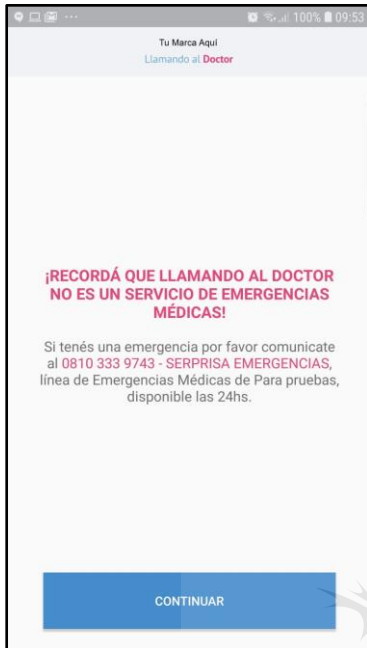 100% 09:53
Tu Marca Aquí
Llamando al Doctor
¡RECORDÁ QUE LLAMANDO AL DOCTOR
NO ES UN SERVICIO DE EMERGENCIAS
MÉDICAS!
Si tenés una emergencia por favor comunicate
al 0810 333 9743 - SERPRISA EMERGENCIAS,
línea de Emergencias Médicas de Para pruebas,
disponible las 24hs.
CONTINUAR